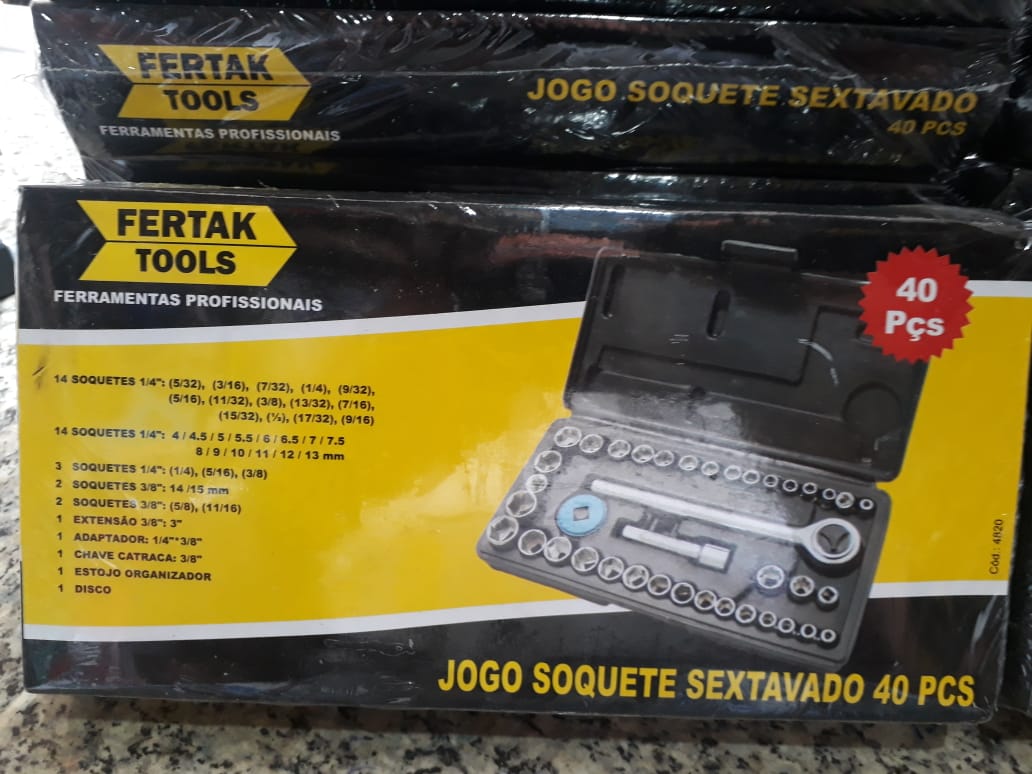 FERTAK
TOOLS
FERRAMENTAS PROFISSIONAIS
JOGO SOQUETE SEXTAVADO
40 PCS
FERTAK
TOOLS
FERRAMENTAS PROFISSIONAIS
40
Pçs
14 SOQUETES 1/4": (5/32), (3/16), (7/32), (1/4), (9/32),
(5/16), (11/32), (3/8), (13/32), (7/16),
(15/32), (½), (17/32), (9/16)
14 SOQUETES 1/4": 4 / 4.5 / 5 / 5.5 / 6 / 6.5 / 7 / 7.5
8 / 9 / 10 / 11 / 12 / 13 mm
3 SOQUETES 1/4": (1/4), (5/16), (3/8)
2 SOQUETES 3/8": 14 /15 mm
2 SOQUETES 3/8": (5/8), (11/16)
1 EXTENSÃO 3/8": 3"
1 ADAPTADOR: 1/4"*3/8"
1 CHAVE CATRACA: 3/8"
1 ESTOJO ORGANIZADOR
1 DISCO
Cód.: 4820
JOGO SOQUETE SEXTAVADO 40 PCS